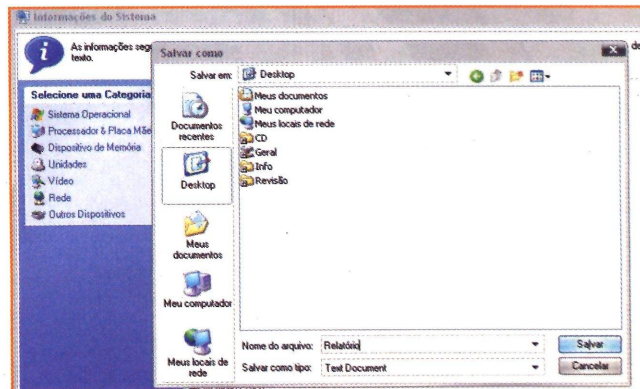 Informações do Sistema
As informações seg
texto.
de
Selecione uma Categoria
Sistema Operacional
Processador & Placa Mãe
Dispositivo de Memória
Unidades
Vídeo
Rede
Outros Dispositivos
Salvar como
Salvar em:
Desktop
Documentos
recentes
Desktop
Meus
documentos
Meu computador
Meus locais de
rede
Meus documentos
Meu computador
Meus locais de rede
CD
Geral
Info
Revisão
Nome do arquivo:
Relatório
Salvar
Salvar como tipo:
Text Document
Cancelar